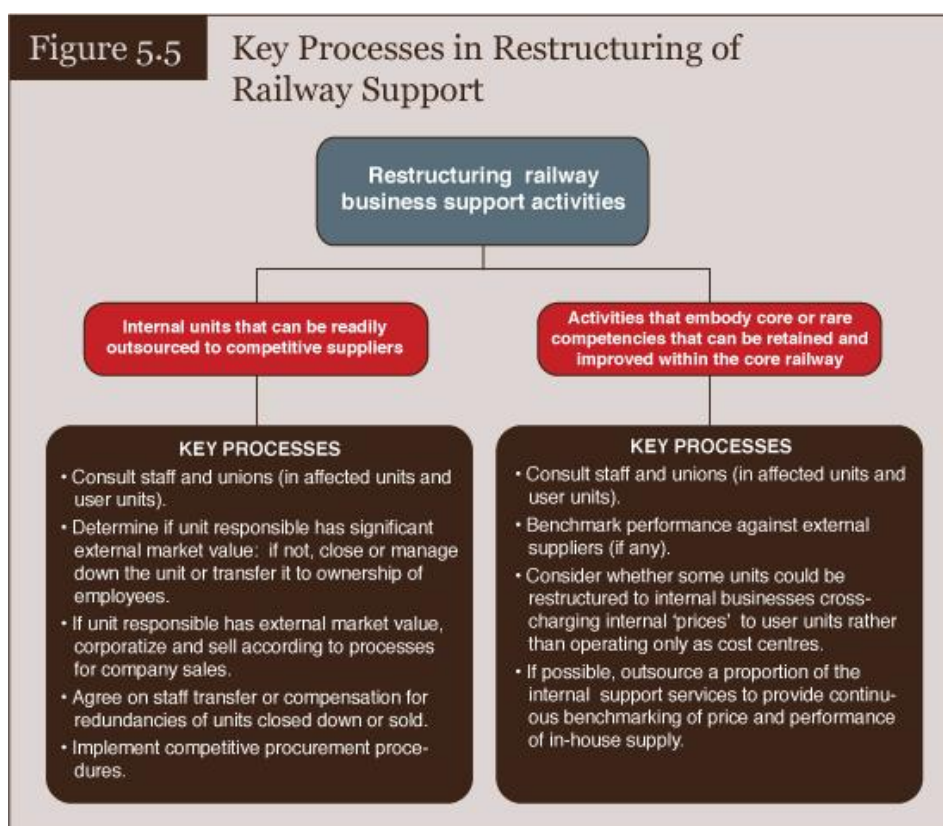 Figure 5.5
Key Processes in Restructuring of
Railway Support
Restructuring railway
business support activities
Internal units that can be readily
outsourced to competitive suppliers
Activities that embody core or rare
competencies that can be retained and
improved within the core railway
KEY PROCESSES
• Consult staff and unions (in affected units and
user units).
• Determine if unit responsible has significant
external market value: if not, close or manage
down the unit or transfer it to ownership of
employees.
• If unit responsible has external market value,
corporatize and sell according to processes
for company sales.
• Agree on staff transfer or compensation for
redundancies of units closed down or sold.
• Implement competitive procurement proce-
dures.
KEY PROCESSES
• Consult staff and unions (in affected units and
user units).
• Benchmark performance against external
suppliers (if any).
• Consider whether some units could be
restructured to internal businesses cross-
charging internal ‘prices’ to user units rather
than operating only as cost centres.
• If possible, outsource a proportion of the
internal support services to provide continu-
ous benchmarking of price and performance
of in-house supply.